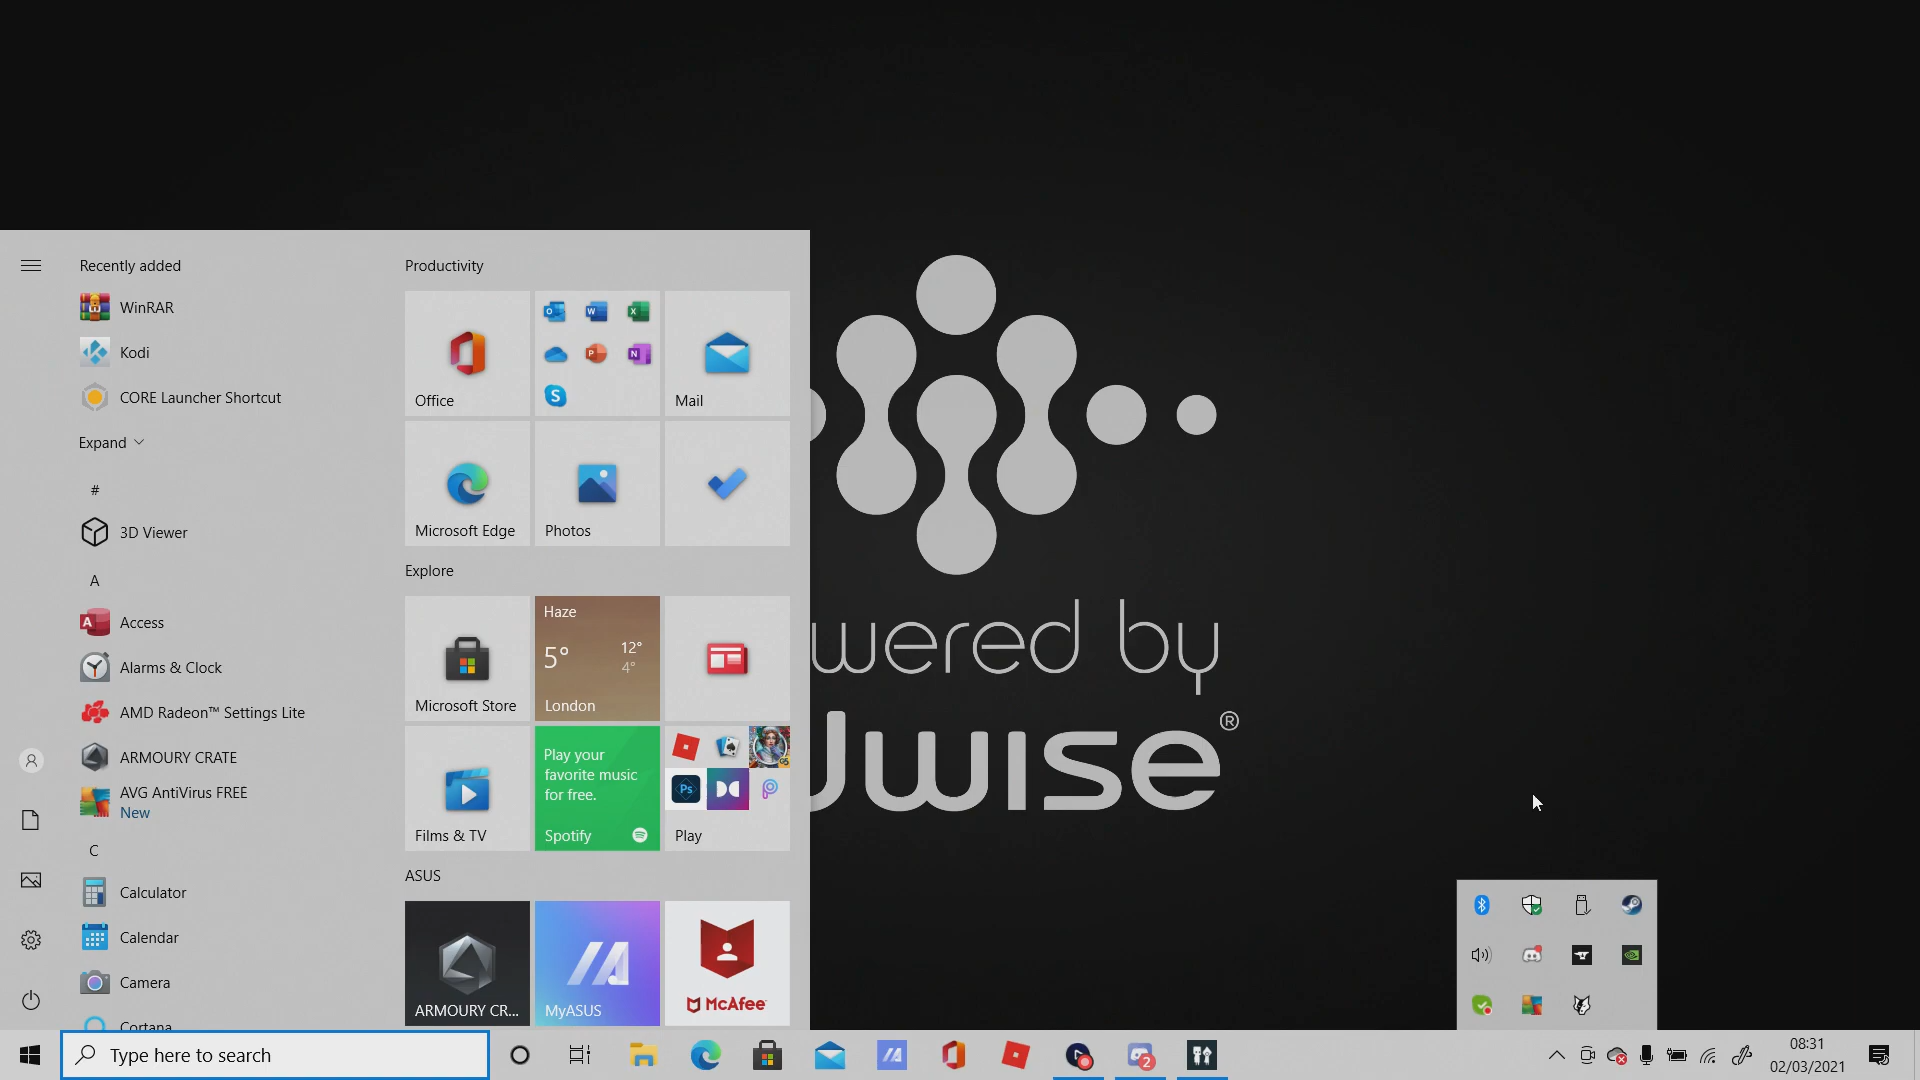 Recently added
WinRAR
Kodi
CORE Launcher Shortcut
Expand
#
3D Viewer
A
Access
Alarms & Clock
AMD Radeon™ Settings Lite
ARMOURY CRATE
AVG AntiVirus FREE
New
C
Calculator
Calendar
Camera
Cortana
Productivity
Office
Mail
Microsoft Edge
Photos
Explore
Microsoft Store
Haze
5°
12°
4°
London
Films & TV
Play your
favorite music
for free.
Spotify
Ps
Play
ASUS
ARMOURY CR...
MyASUS
McAfee™
wered by
wise®
Type here to search
2
08:31
02/03/2021